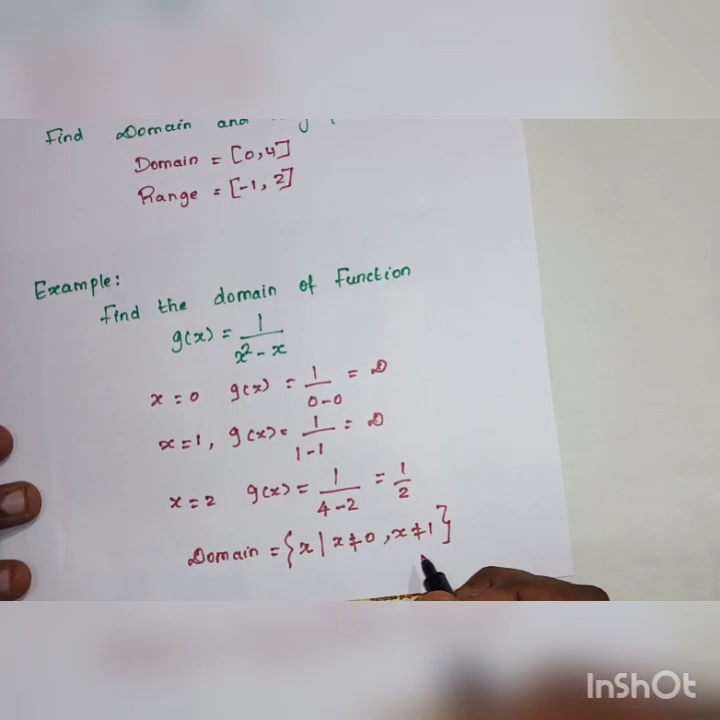 Find Domain and
Domain = [0,4]
Range = [-1, 2]
Example:
Find the domain of Function
g(x) = 1/(x² - x)
x = 0 g(x) = 1/(0-0) = ∞
x=1, g(x)= 1/(1-1) = ∞
x = 2 g(x) = 1/(4-2) = 1/2
Domain = {x | x ≠ 0, x ≠ 1}
InShOt